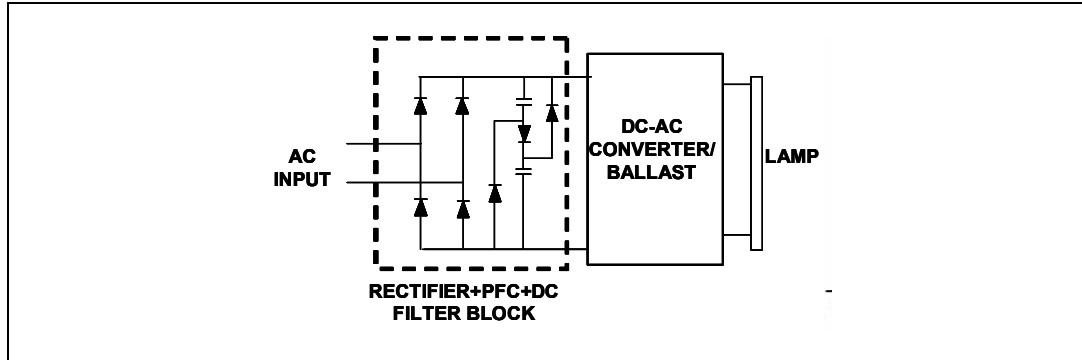 AC
INPUT
DC-AC
CONVERTER/
BALLAST
LAMP
RECTIFIER+PFC+DC
FILTER BLOCK